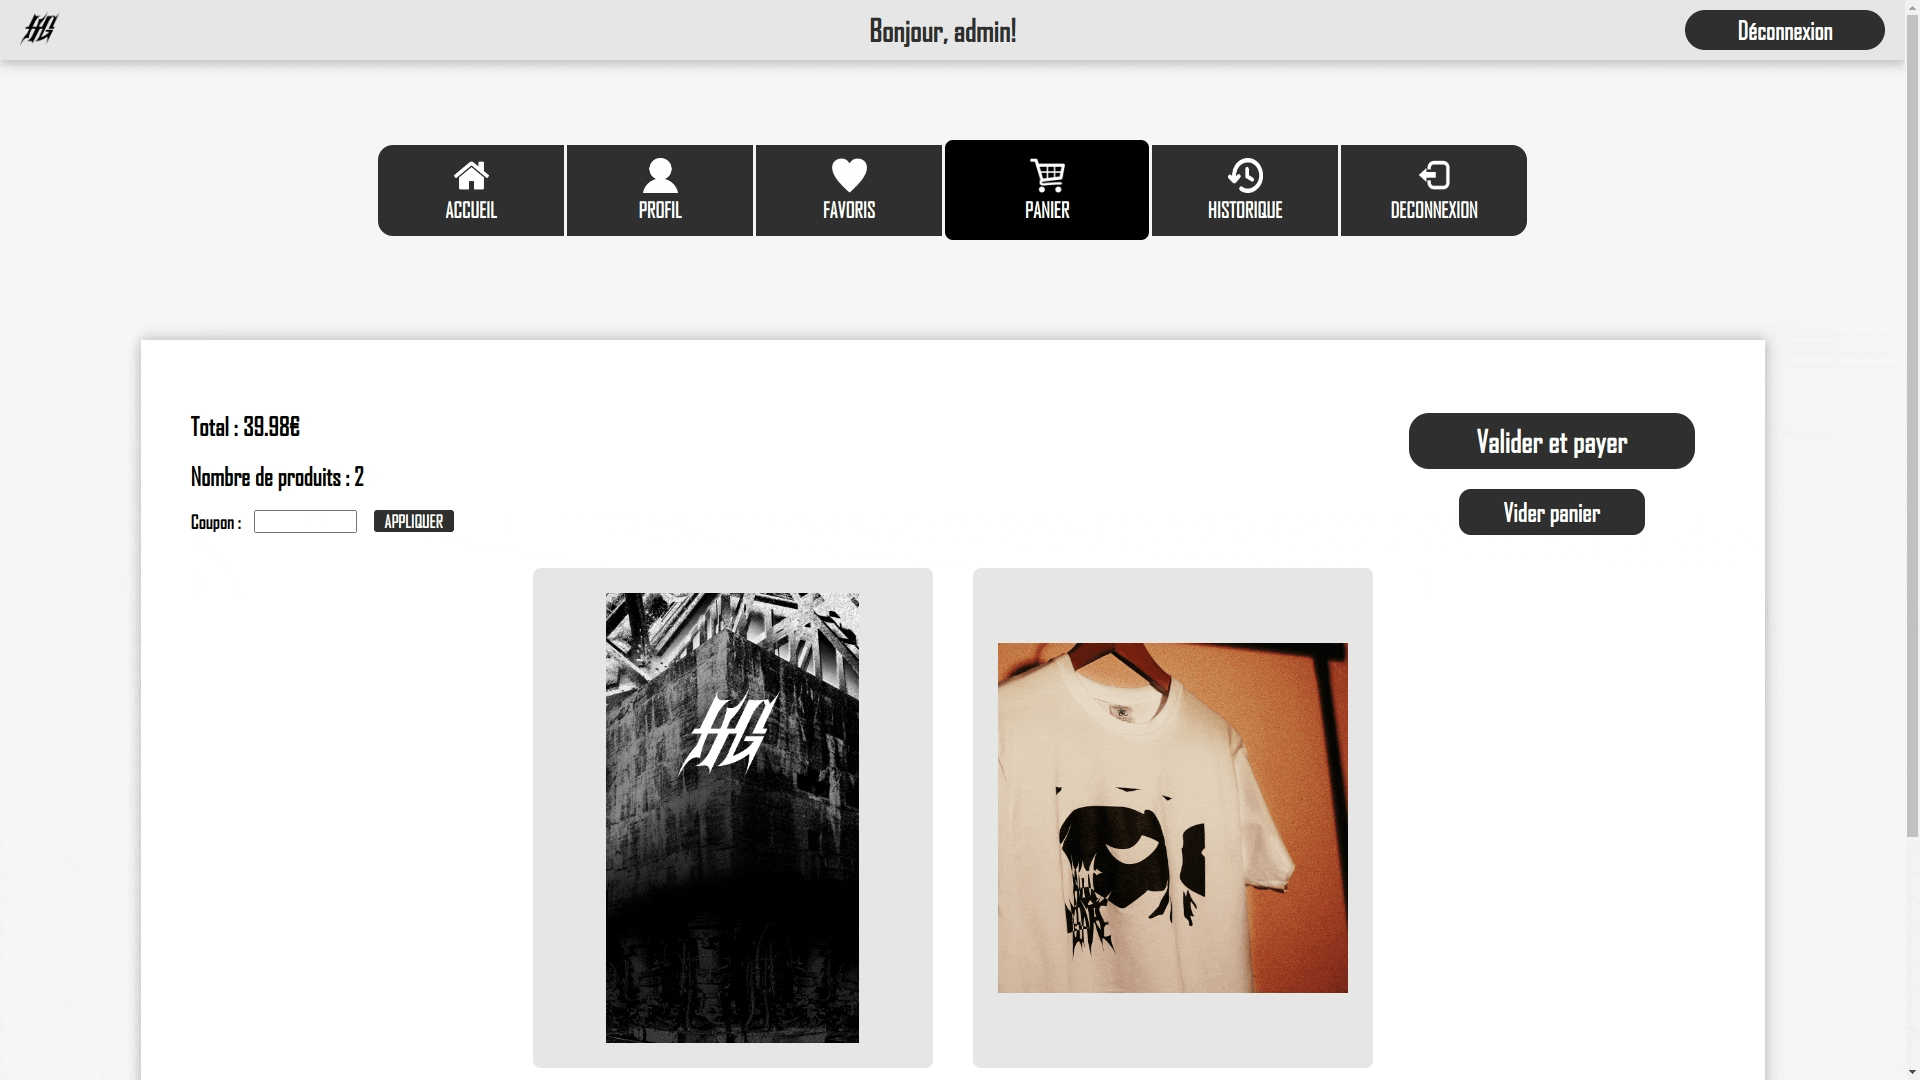 Bonjour, admin!
Déconnexion
ACCUEIL
PROFIL
FAVORIS
PANIER
HISTORIQUE
DECONNEXION
Total : 39.98€
Valider et payer
Nombre de produits : 2
Vider panier
Coupon :
APPLIQUER